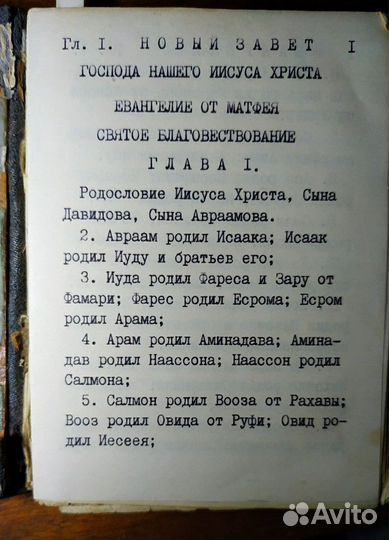 Гл. I. НОВЫЙ ЗАВЕТ I
ГОСПОДА НАШЕГО ИИСУСА ХРИСТА
ЕВАНГЕЛИЕ ОТ МАТФЕЯ
СВЯТОЕ БЛАГОВЕСТВОВАНИЕ
ГЛАВА I.
Родословие Иисуса Христа, Сына
Давидова, Сына Авраамова.
2. Авраам родил Исаака; Исаак
родил Иуду и братьев его;
3. Иуда родил Фареса и Зару от
Фамари; Фарес родил Есрома; Есром
родил Арама;
4. Арам родил Аминадава; Амина-
дав родил Наассона; Наассон родил
Салмона;
5. Салмон родил Вооза от Рахавы;
Вооз родил Овида от Руфи; Овид ро-
дил Иесеея;
Avito